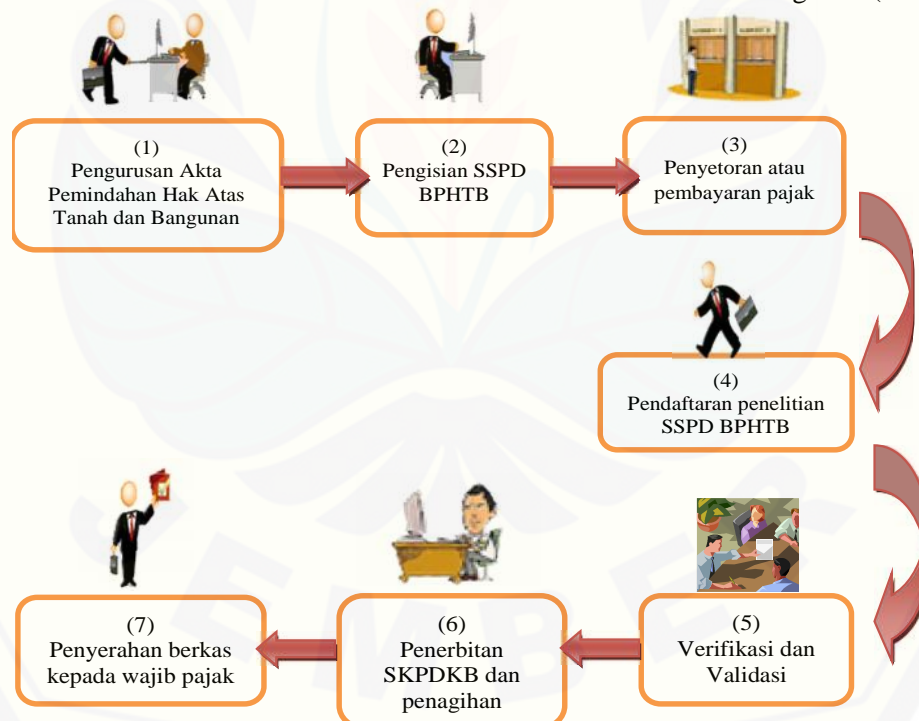 (1)
Pengurusan Akta
Pemindahan Hak Atas
Tanah dan Bangunan
(2)
Pengisian SSPD
BPHTB
(3)
Penyetoran atau
pembayaran pajak
(4)
Pendaftaran penelitian
SSPD BPHTB
(5)
Verifikasi dan
Validasi
(6)
Penerbitan
SKPDKB dan
penagihan
(7)
Penyerahan berkas
kepada wajib pajak
JEMBER